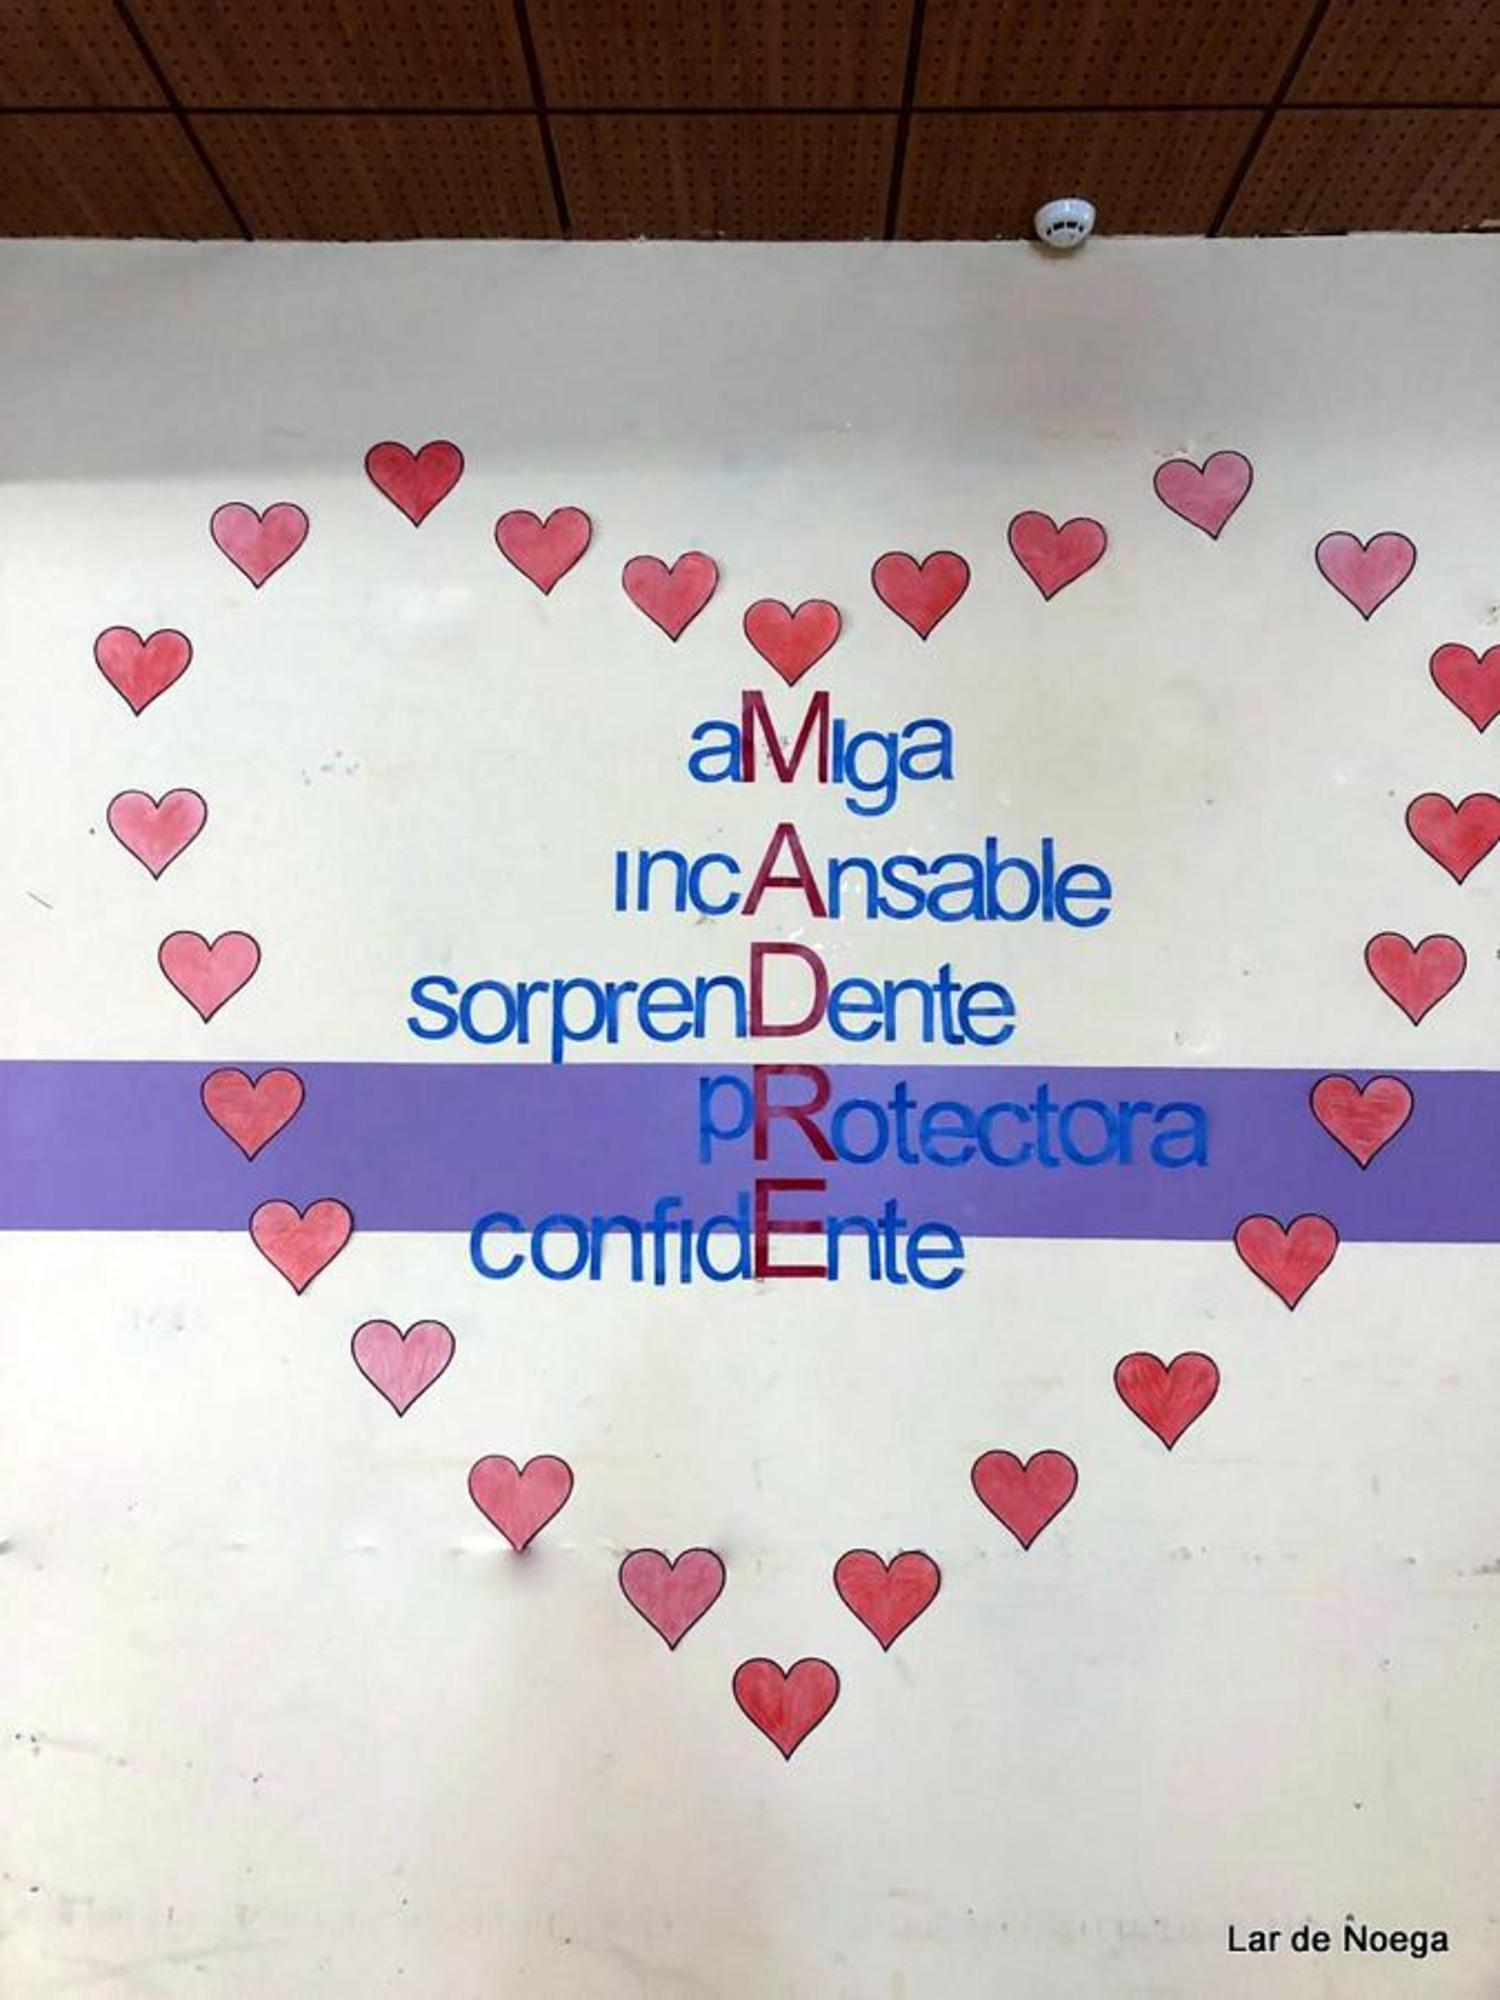 aMIga
incAnsable
sorprenDente
pRotectora
confidEnte
Lar de Noega